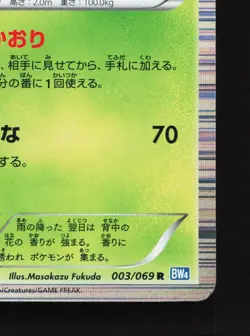 高さ：2.0m 重さ：100.0kg
かおり
、相手に見せてから、手札に加える。
分の番に1回使える。
な 70
する。
雨の降った 翌日は 背中の
花の 香りが 強まる。 香りに
誘われ ポケモンが 集まる。
Illus.Masakazu Fukuda 003/069 R BW4
/Creatures/GAME FREAK.